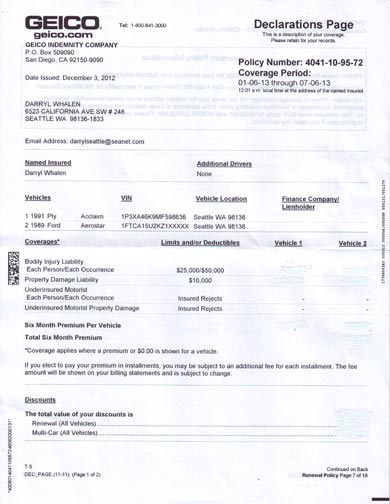 GEICO
geico.com
Tel: 1-800-841-3000
Declarations Page
This is a description of your coverage.
Please retain for your records.
GEICO INDEMNITY COMPANY
P.O. Box 509090
San Diego, CA 92150-9090
Policy Number: 4041-10-95-72
Coverage Period:
01-06-13 through 07-06-13
12:01 a.m. local time at the address of the named insured.
Date Issued: December 3, 2012
DARRYL WHALEN
6523 CALIFORNIA AVE SW # 248
SEATTLE WA 98136-1833
Email Address: darrylseattle@seanet.com
Named Insured Additional Drivers
Darryl Whalen None
Vehicles VIN Vehicle Location Finance Company/
Lienholder
1 1991 Ply Acclaim 1P3XA46K9MF598636 Seattle WA 98136
2 1989 Ford Aerostar 1FTCA15U2KZ1XXXXX Seattle WA 98136
Coverages* Limits and/or Deductibles Vehicle 1 Vehicle 2
Bodily Injury Liability
Each Person/Each Occurrence $25,000/$50,000
Property Damage Liability $10,000
Underinsured Motorist
Each Person/Each Occurrence Insured Rejects - -
Underinsured Motorist Property Damage Insured Rejects - -
Six Month Premium Per Vehicle
Total Six Month Premium
*Coverage applies where a premium or $0.00 is shown for a vehicle.
If you elect to pay your premium in installments, you may be subject to an additional fee for each installment. The fee
amount will be shown on your billing statements and is subject to change.
Discounts
The total value of your discounts is
Renewal (All Vehicles)
Multi-Car (All Vehicles)
T-5
DEC_PAGE (11-11) (Page 1 of 2)
Continued on Back
Renewal Policy Page 7 of 18